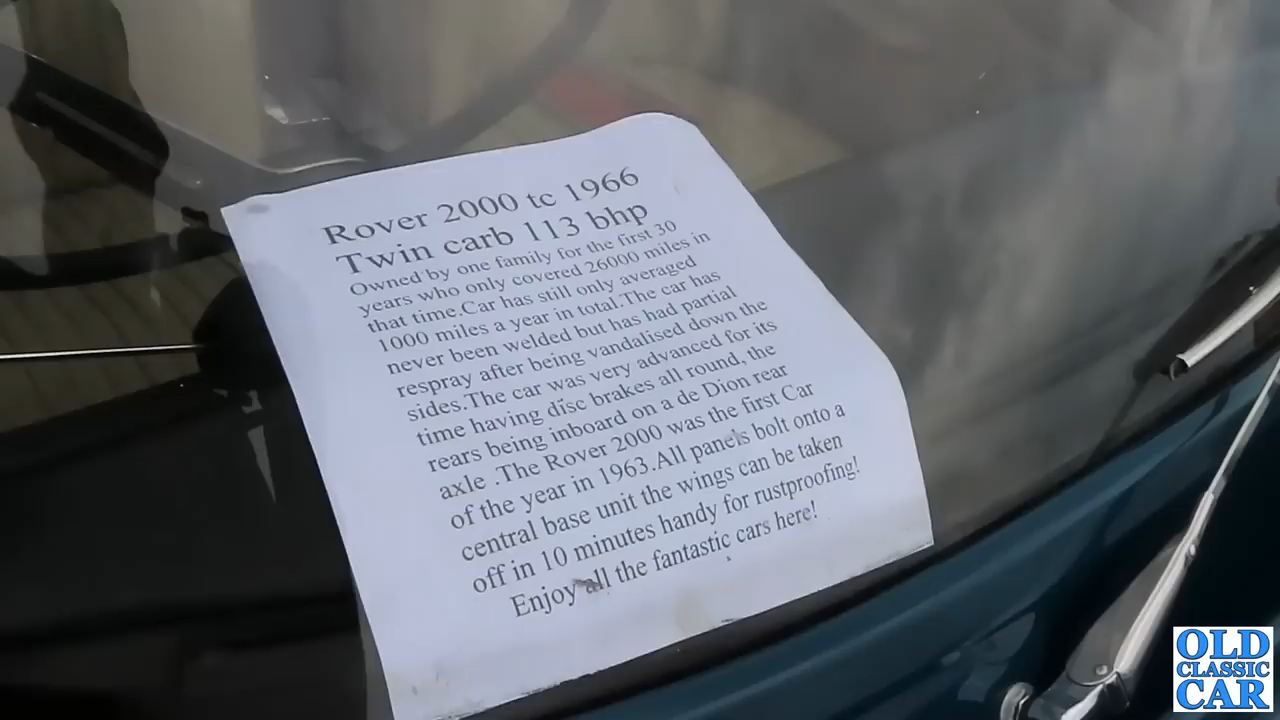 Rover 2000 tc 1966
Twin carb 113 bhp
Owned by one family for the first 30
years who only covered 26000 miles in
that time.Car has still only averaged
1000 miles a year in total.The car has
never been welded but has had partial
respray after being vandalised down the
sides.The car was very advanced for its
time having disc brakes all round, the
rears being inboard on a de Dion rear
axle .The Rover 2000 was the first Car
of the year in 1963.All panels bolt onto a
central base unit the wings can be taken
off in 10 minutes handy for rustproofing!
Enjoy all the fantastic cars here!
OLD
CLASSIC
CAR